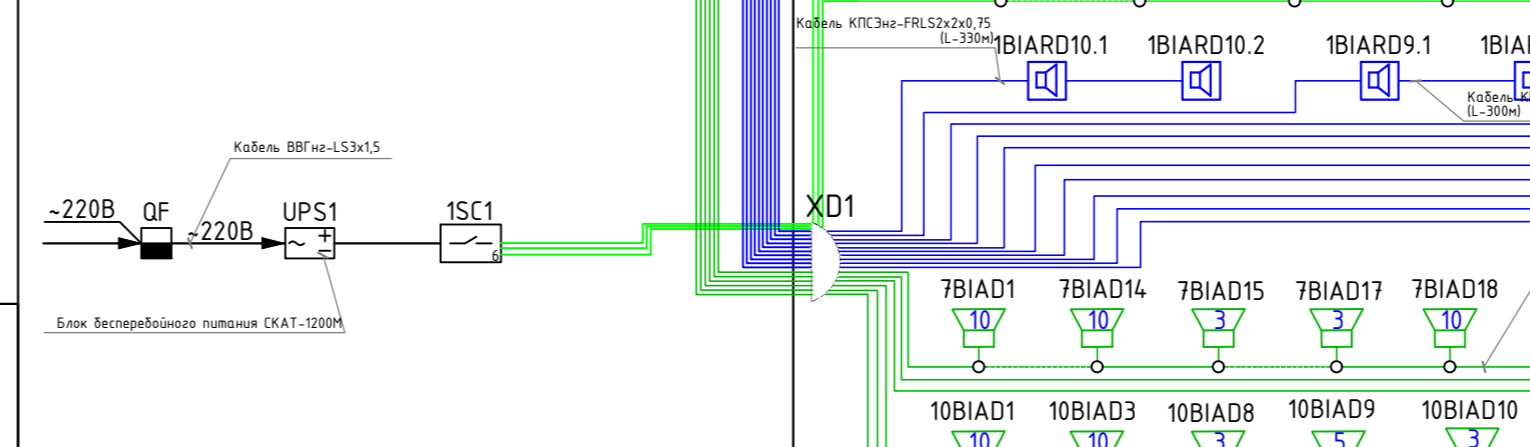 Кабель КПСЭнг-FRLS2х2х0,75
(L-330м)
1BIARD10.1
1BIARD10.2
1BIARD9.1
(L-300м)
Кабель ВВГнг-LS3х1,5
~220В
QF
~220В
UPS1
1SC1
6
XD1
Блок бесперебойного питания СКАТ-1200М
7BIAD1
7BIAD14
7BIAD15
7BIAD17
7BIAD18
10
10
3
3
10
10BIAD1
10BIAD3
10BIAD8
10BIAD9
10BIAD10
10
10
3
5
3